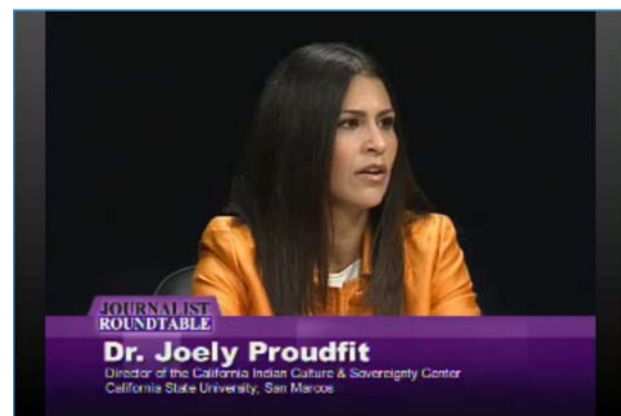 JOURNALIST
ROUNDTABLE
Dr. Joely Proudfit
Director of the California Indian Culture & Sovereignty Center
California State University, San Marcos